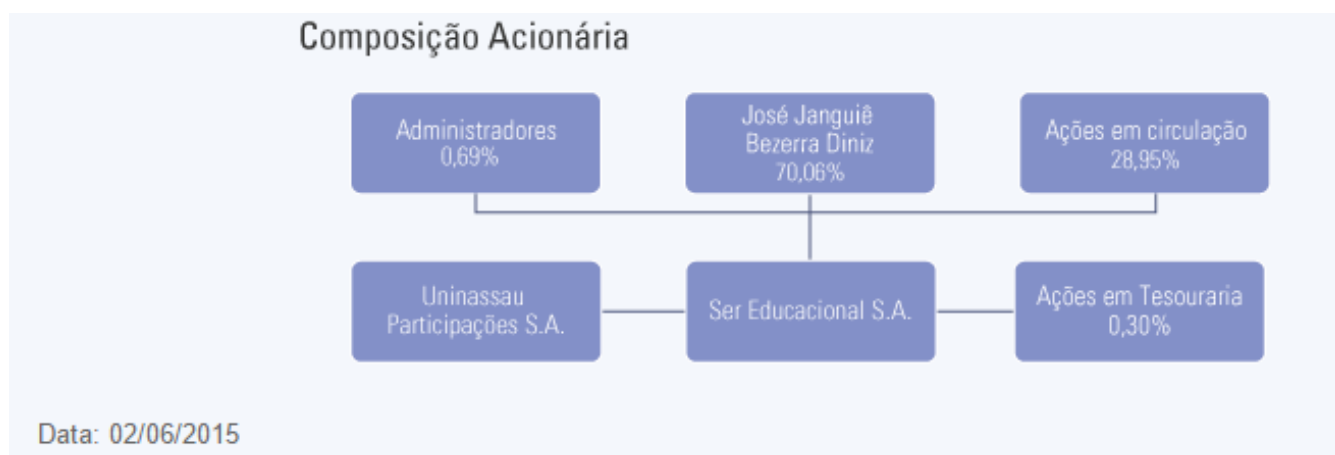 Composição Acionária
Administradores
0,69%
José Janguiê
Bezerra Diniz
70,06%
Ações em circulação
28,95%
Uninassau
Participações S.A.
Ser Educacional S.A.
Ações em Tesouraria
0,30%
Data: 02/06/2015